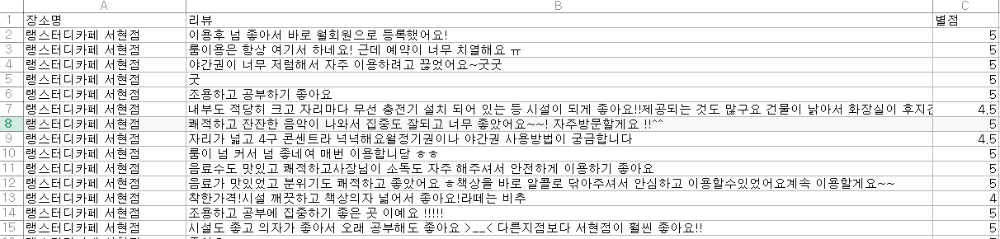 A B C
1 장소명 리뷰 별점
2 랭스터디카페 서현점 이용후 넘 좋아서 바로 월회원으로 등록했어요! 5
3 랭스터디카페 서현점 룸이용은 항상 여기서 하네요! 근데 예약이 너무 치열해요 ㅠ 5
4 랭스터디카페 서현점 야간권이 너무 저럼해서 자주 이용하려고 끊었어요~굿굿 5
5 랭스터디카페 서현점 굿 5
6 랭스터디카페 서현점 조용하고 공부하기 좋아요 5
7 랭스터디카페 서현점 내부도 적당히 크고 자리마다 무선 충전기 설치 되어 있는 등 시설이 되게 좋아요!!제공되는 것도 많구요 건물이 낡아서 화장실이 후지긴 4.5
8 랭스터디카페 서현점 쾌적하고 잔잔한 음악이 나와서 집중도 잘되고 너무 좋았어요~~! 자주방문할게요 !!^^ 5
9 랭스터디카페 서현점 자리가 넓고 4구 콘센트라 넉넉해요월정기권이나 야간권 사용방법이 궁금합니다 4.5
10 랭스터디카페 서현점 룸이 넘 커서 넘 좋네여 매번 이용합니당 ㅎㅎ 5
11 랭스터디카페 서현점 음료수도 맛있고 쾌적하고사장님이 소독도 자주 해주셔서 안전하게 이용하기 좋아요 5
12 랭스터디카페 서현점 음료가 맛있었고 분위기도 쾌적하고 좋았어요 ㅎ책상을 바로 알콜로 닦아주셔서 안심하고 이용할수있었어요계속 이용할게요~~ 5
13 랭스터디카페 서현점 착한가격!시설 깨끗하고 책상의자 넓어서 좋아요!라떼는 비추 4
14 랭스터디카페 서현점 조용하고 공부에 집중하기 좋은 곳 이예요 !!!!! 5
15 랭스터디카페 서현점 시설도 좋고 의자가 좋아서 오래 공부해도 좋아요 >__< 다른지점보다 서현점이 훨씬 좋아요!! 5